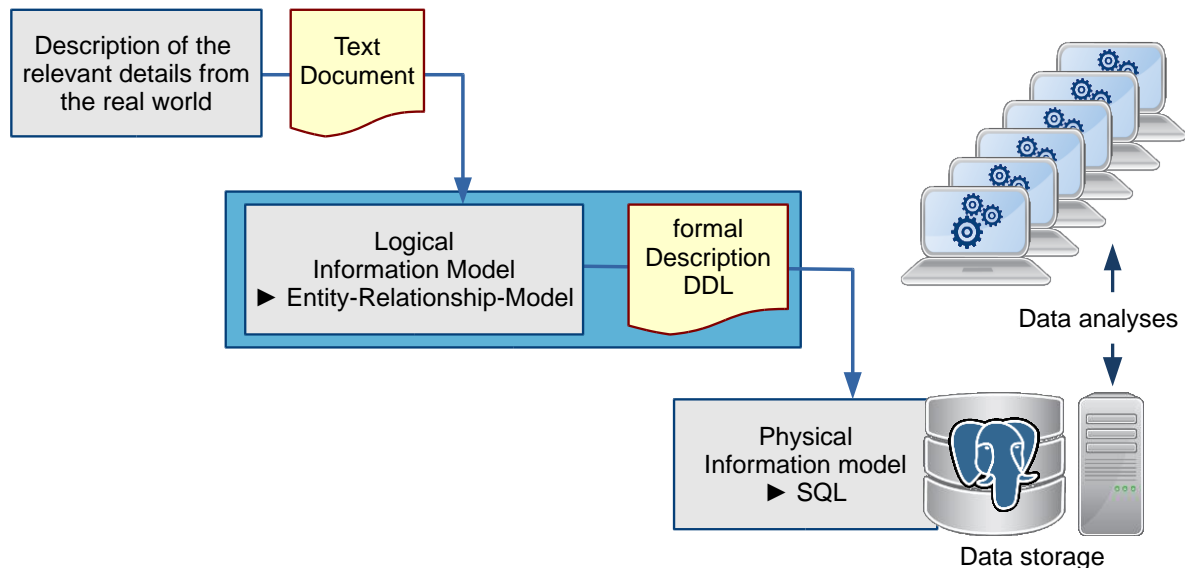 Description of the
relevant details from
the real world
Text
Document
Logical
Information Model
► Entity-Relationship-Model
formal
Description
DDL
Data analyses
Physical
Information model
► SQL
Data storage